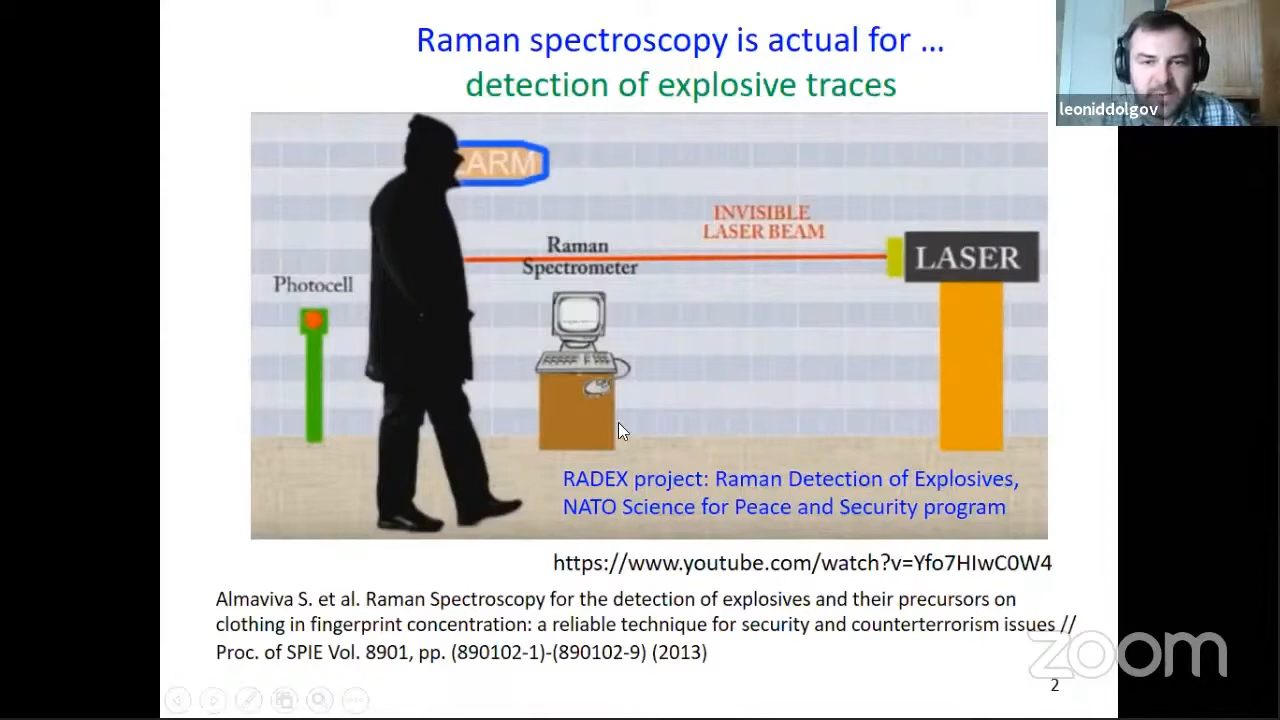 Raman spectroscopy is actual for ...
detection of explosive traces
leoniddolgov
ARM
INVISIBLE
LASER BEAM
Raman
Spectrometer
LASER
Photocell
RADEX project: Raman Detection of Explosives,
NATO Science for Peace and Security program
https://www.youtube.com/watch?v=Yfo7HIwC0W4
Almaviva S. et al. Raman Spectroscopy for the detection of explosives and their precursors on
clothing in fingerprint concentration: a reliable technique for security and counterterrorism issues //
Proc. of SPIE Vol. 8901, pp. (890102-1)-(890102-9) (2013)
zoom
2